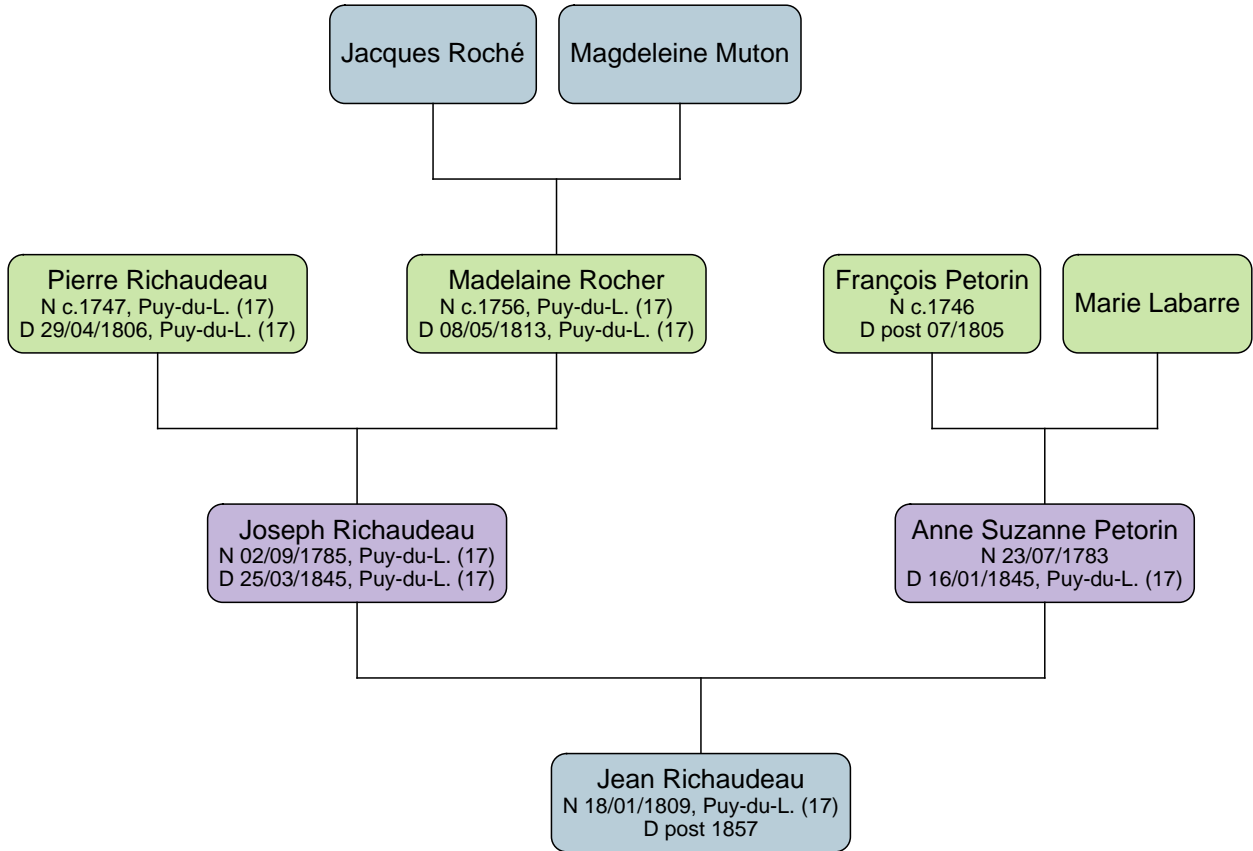 Jacques Roché
Magdeleine Muton
Pierre Richaudeau
N c.1747, Puy-du-L. (17)
D 29/04/1806, Puy-du-L. (17)
Madelaine Rocher
N c.1756, Puy-du-L. (17)
D 08/05/1813, Puy-du-L. (17)
François Petorin
N c.1746
D post 07/1805
Marie Labarre
Joseph Richaudeau
N 02/09/1785, Puy-du-L. (17)
D 25/03/1845, Puy-du-L. (17)
Anne Suzanne Petorin
N 23/07/1783
D 16/01/1845, Puy-du-L. (17)
Jean Richaudeau
N 18/01/1809, Puy-du-L. (17)
D post 1857